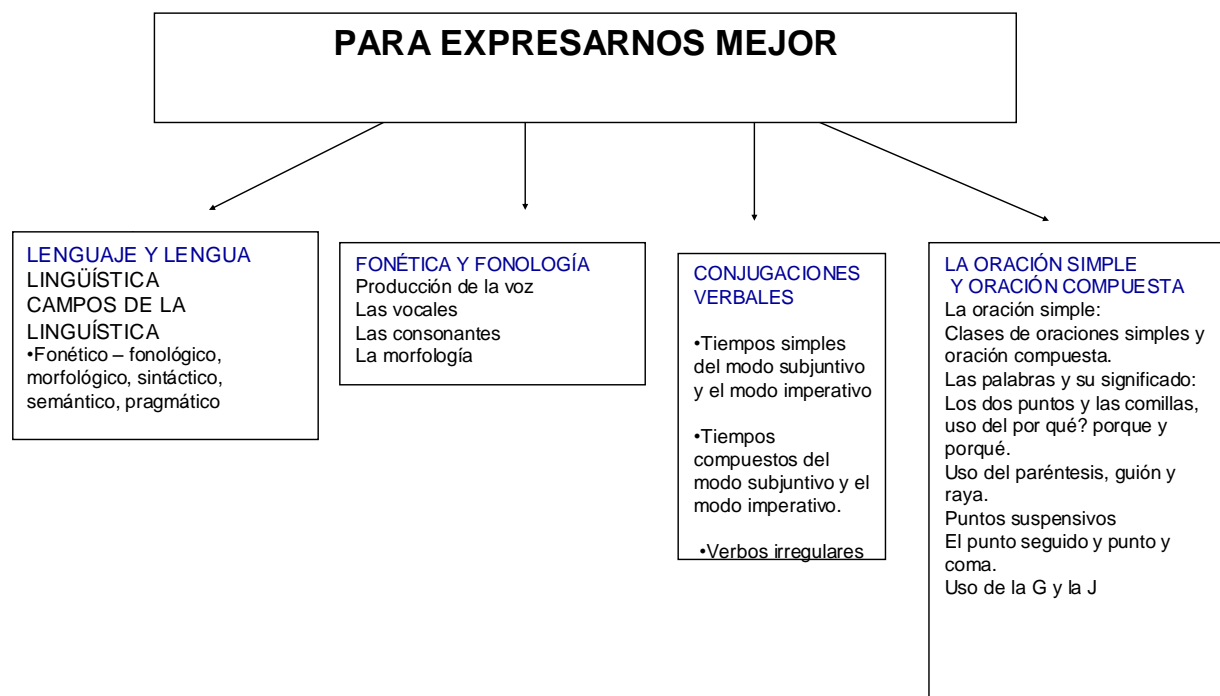 PARA EXPRESARNOS MEJOR
LENGUAJE Y LENGUA
LINGÜÍSTICA
CAMPOS DE LA
LINGUÍSTICA
•Fonético – fonológico,
morfológico, sintáctico,
semántico, pragmático
FONÉTICA Y FONOLOGÍA
Producción de la voz
Las vocales
Las consonantes
La morfología
CONJUGACIONES
VERBALES
•Tiempos simples
del modo subjuntivo
y el modo imperativo
•Tiempos
compuestos del
modo subjuntivo y el
modo imperativo.
•Verbos irregulares
LA ORACIÓN SIMPLE
Y ORACIÓN COMPUESTA
La oración simple:
Clases de oraciones simples y
oración compuesta.
Las palabras y su significado:
Los dos puntos y las comillas,
uso del por qué? porque y
porqué.
Uso del paréntesis, guión y
raya.
Puntos suspensivos
El punto seguido y punto y
coma.
Uso de la G y la J